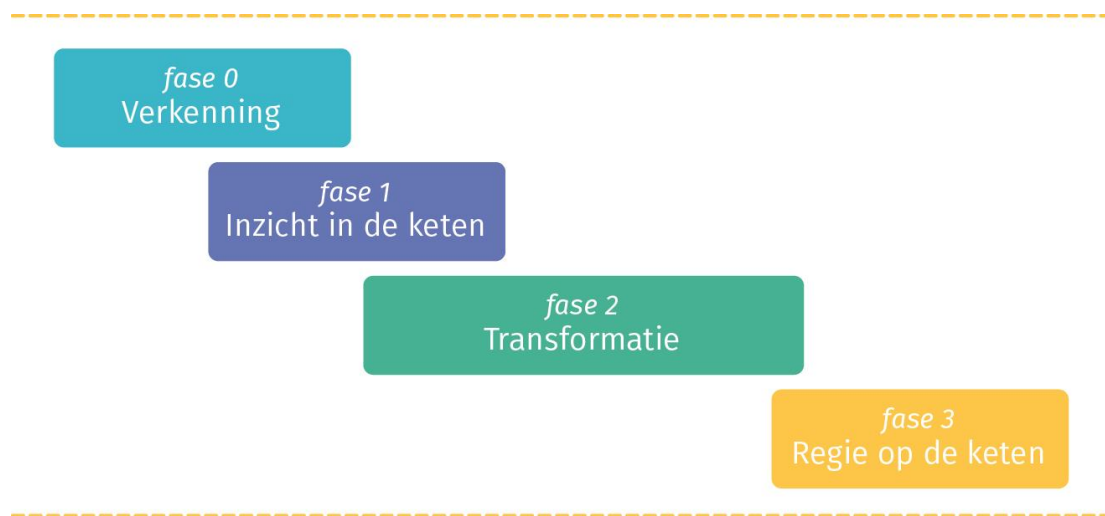 fase 0
Verkenning
fase 1
Inzicht in de keten
fase 2
Transformatie
fase 3
Regie op de keten